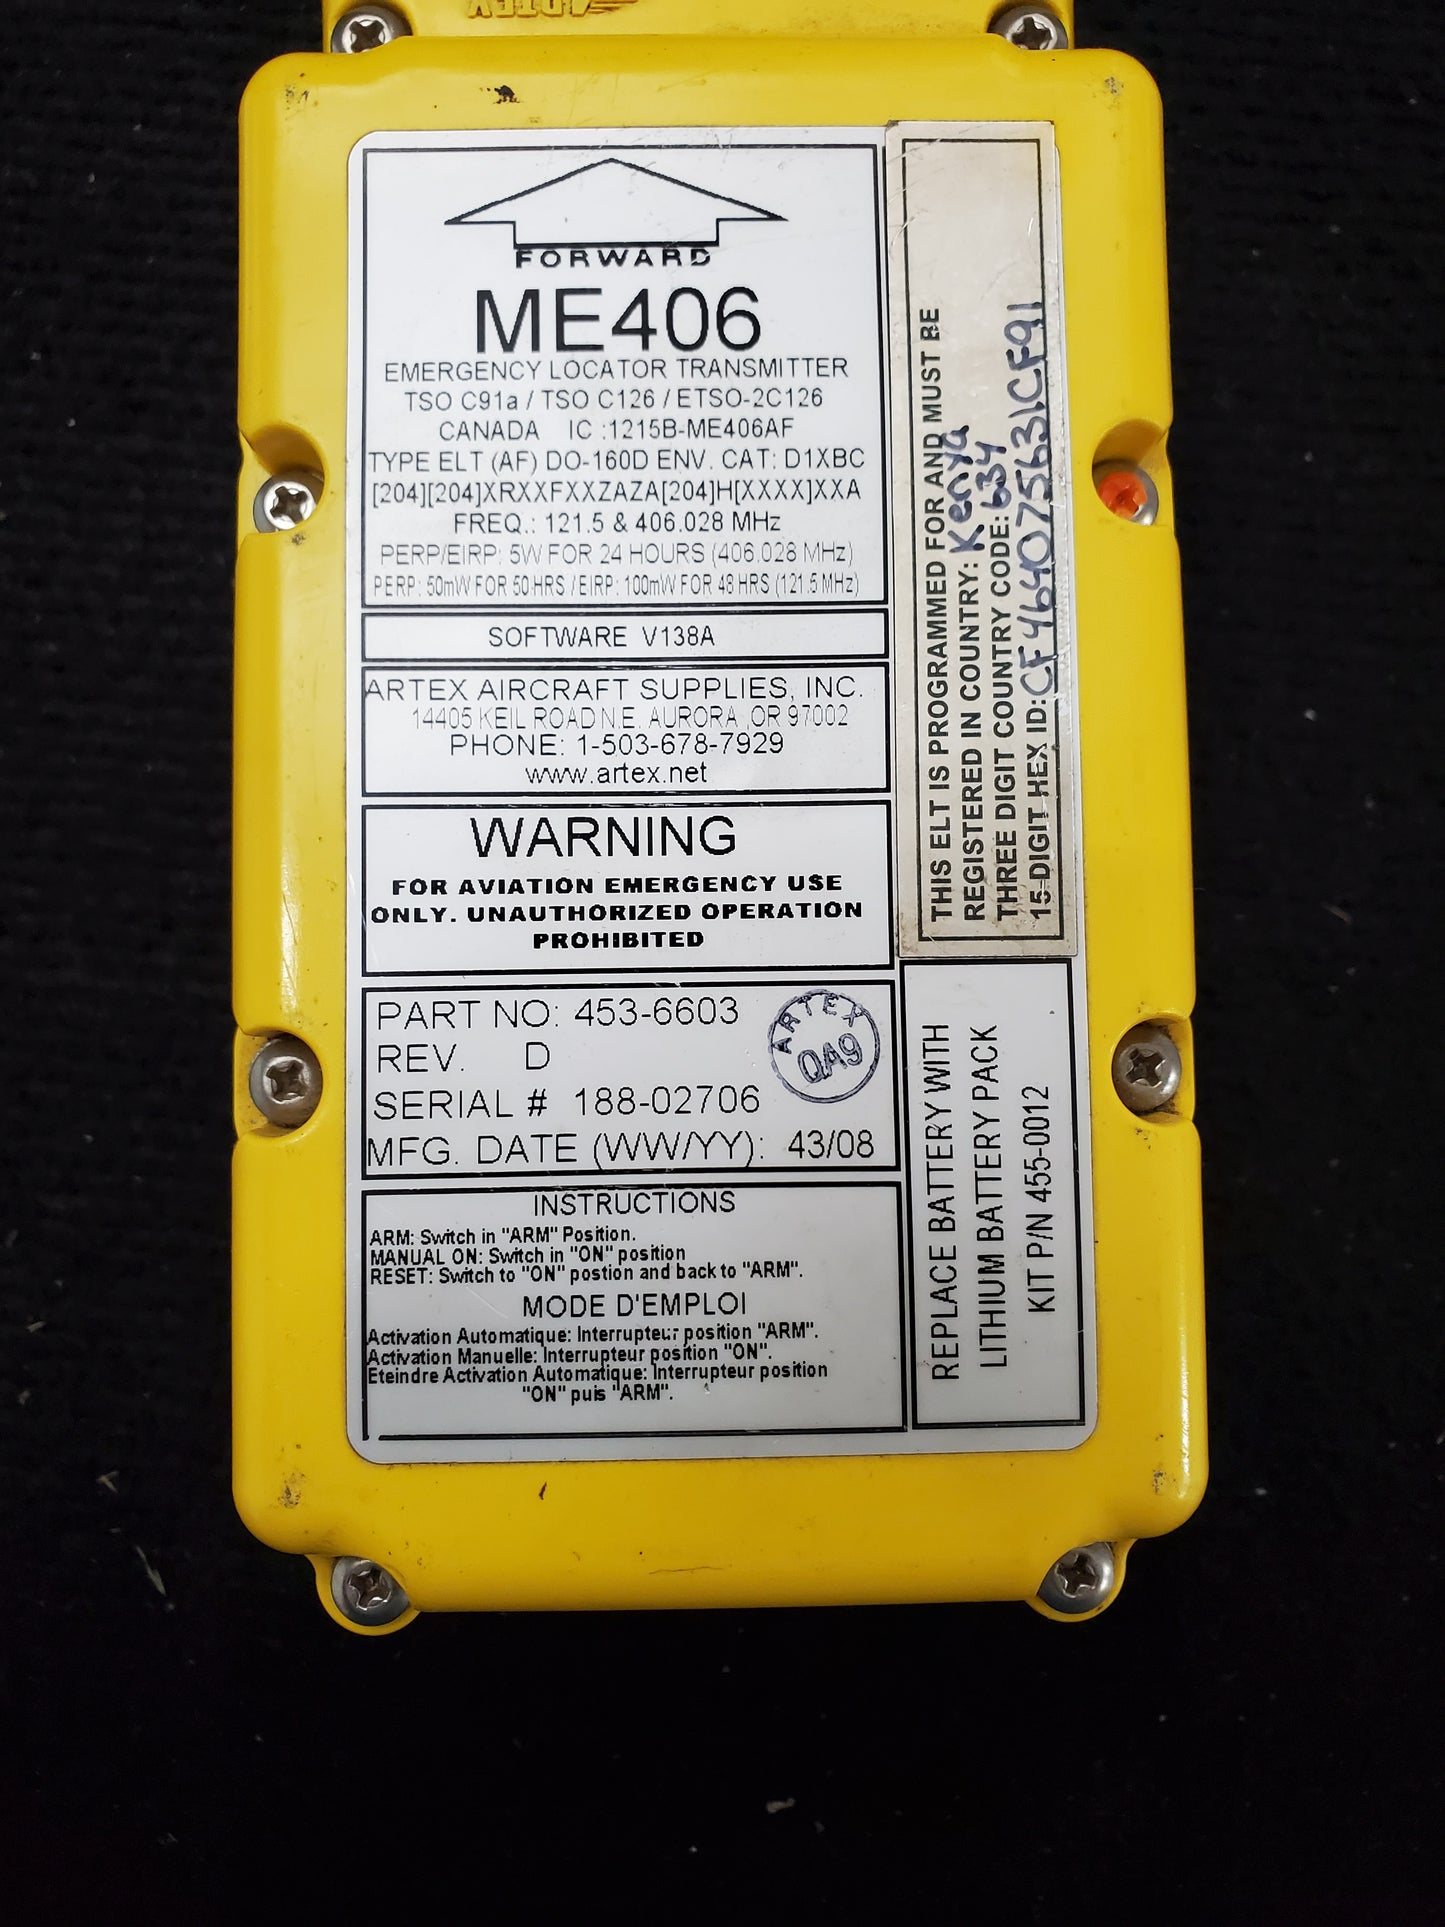 ARTEX
FORWARD
ME406
EMERGENCY LOCATOR TRANSMITTER
TSO C91a / TSO C126 / ETSO-2C126
CANADA IC :1215B-ME406AF
TYPE ELT (AF) DO-160D ENV. CAT: D1XBC
[204][204]XRXXFXXZAZA[204]H[XXXX]XXA
FREQ.: 121.5 & 406.028 MHz
PERP/EIRP: 5W FOR 24 HOURS (406.028 MHz)
PERP: 50mW FOR 50 HRS / EIRP: 100mW FOR 48 HRS (121.5 MHz)
SOFTWARE V138A
ARTEX AIRCRAFT SUPPLIES, INC.
14405 KEIL ROAD N.E. AURORA ,OR 97002
PHONE: 1-503-678-7929
www.artex.net
WARNING
FOR AVIATION EMERGENCY USE
ONLY. UNAUTHORIZED OPERATION
PROHIBITED
PART NO: 453-6603
REV. D
SERIAL # 188-02706
MFG. DATE (WW/YY): 43/08
ARTEX
QA9
INSTRUCTIONS
ARM: Switch in "ARM" Position.
MANUAL ON: Switch in "ON" position
RESET: Switch to "ON" postion and back to "ARM".
MODE D'EMPLOI
Activation Automatique: Interrupteur position "ARM".
Activation Manuelle: Interrupteur position "ON".
Eteindre Activation Automatique: Interrupteur position
"ON" puis "ARM".
THIS ELT IS PROGRAMMED FOR AND MUST BE
REGISTERED IN COUNTRY: Kenya
THREE DIGIT COUNTRY CODE: 634
15-DIGIT HEX ID: CF464075631CF91
REPLACE BATTERY WITH
LITHIUM BATTERY PACK
KIT P/N 455-0012